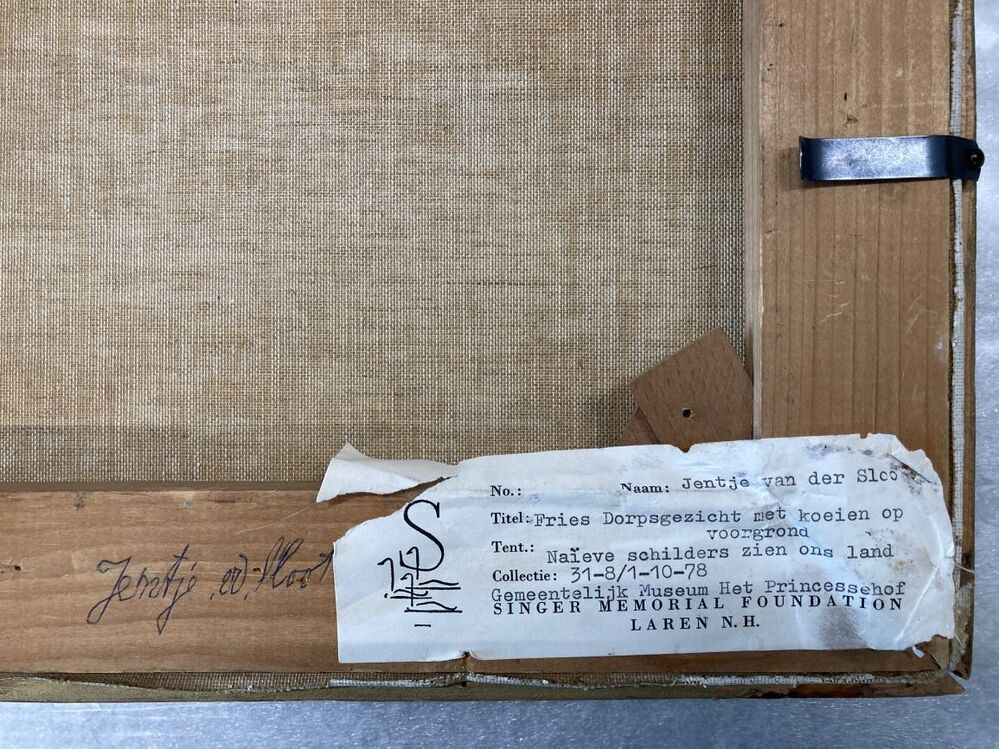 Jentje v d Sloot
No.: Naam: Jentje van der Sloo
Titel: Fries Dorpsgezicht met koeien op
voorgrond
Tent.: Naïeve schilders zien ons land
Collectie: 31-8/1-10-78
Gemeentelijk Museum Het Princessehof
SINGER MEMORIAL FOUNDATION
LAREN N.H.
S